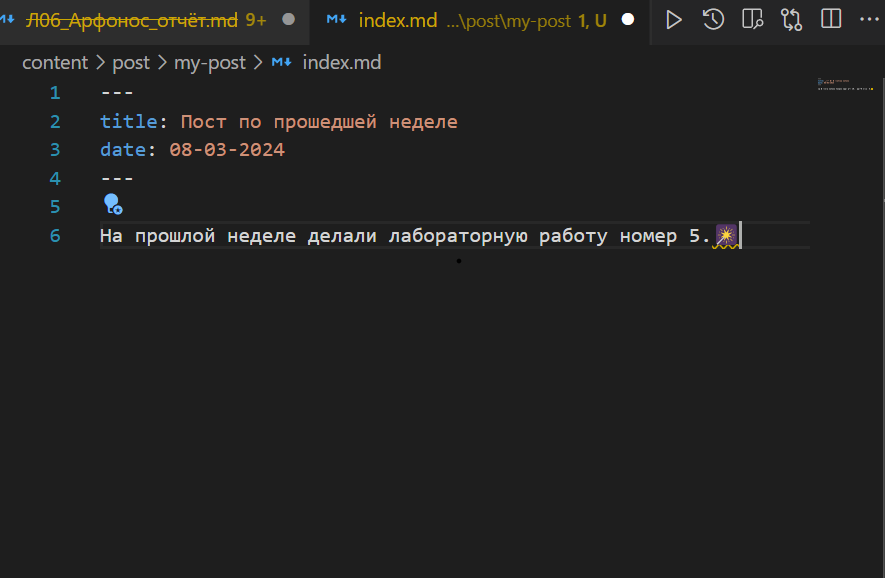 Л06_Арфонос_отчёт.md 9+ index.md ...\post\my-post 1, U
content > post > my-post > index.md
1 ---
2 title: Пост по прошедшей неделе
3 date: 08-03-2024
4 ---
5
6 На прошлой неделе делали лабораторную работу номер 5.🎇